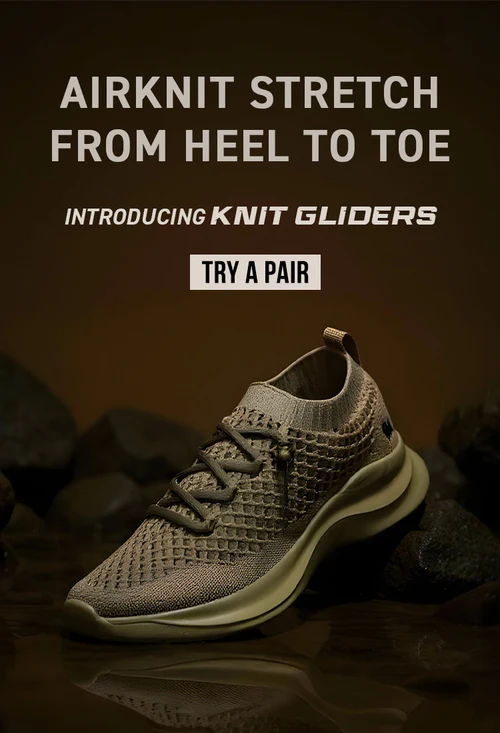 AIRKNIT STRETCH
FROM HEEL TO TOE
INTRODUCING KNIT GLIDERS
TRY A PAIR